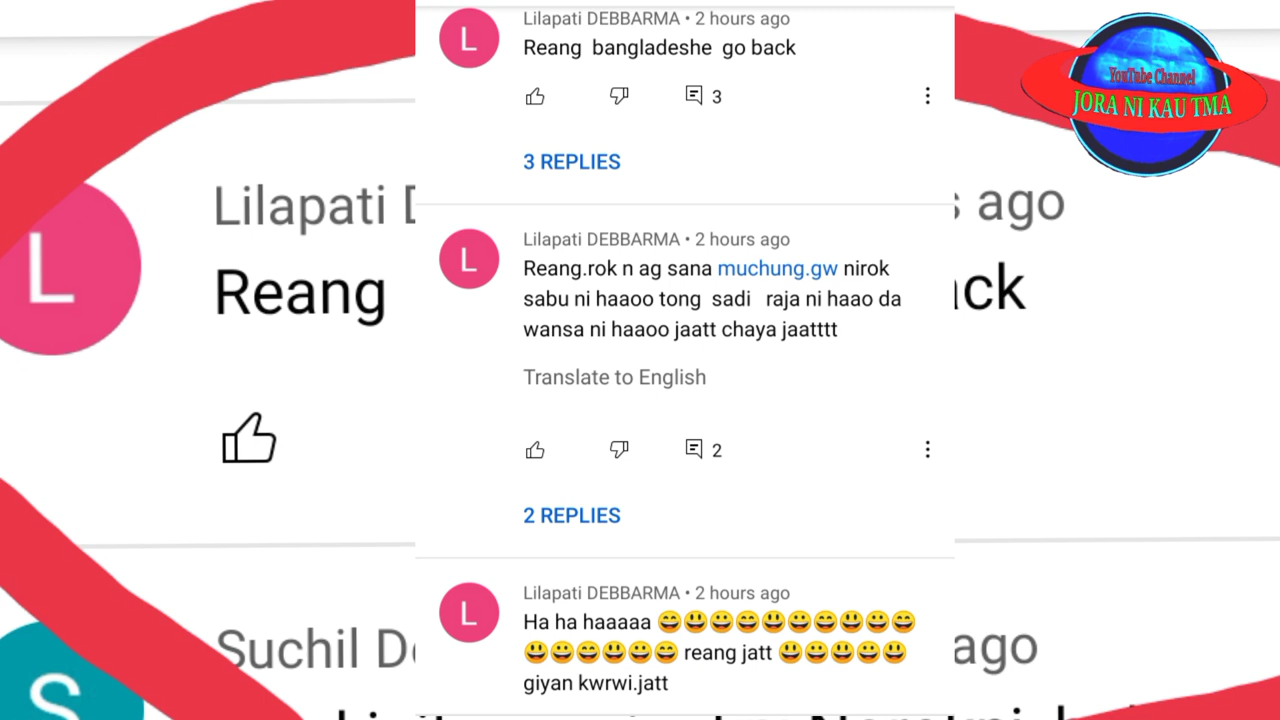 Lilapati DEBBARMA • 2 hours ago
Reang bangladeshe go back
3
3 REPLIES
Lilapati DEBBARMA • 2 hours ago
Reang.rok n ag sana muchung.gw nirok
sabu ni haaoo tong sadi raja ni haao da
wansa ni haaoo jaatt chaya jaatttt
Translate to English
2
2 REPLIES
Lilapati DEBBARMA • 2 hours ago
Ha ha haaaaa 😄😃😀😄😃😀😄😃😀😄
😃😀😄😃😀😄 reang jatt 😃😀😃😀😃
giyan kwrwi.jatt
YouTube Channel
JORA NI KAU TMA
L
L
L
Lilapati
ago
L
Reang
ack
Suchil
ago
S